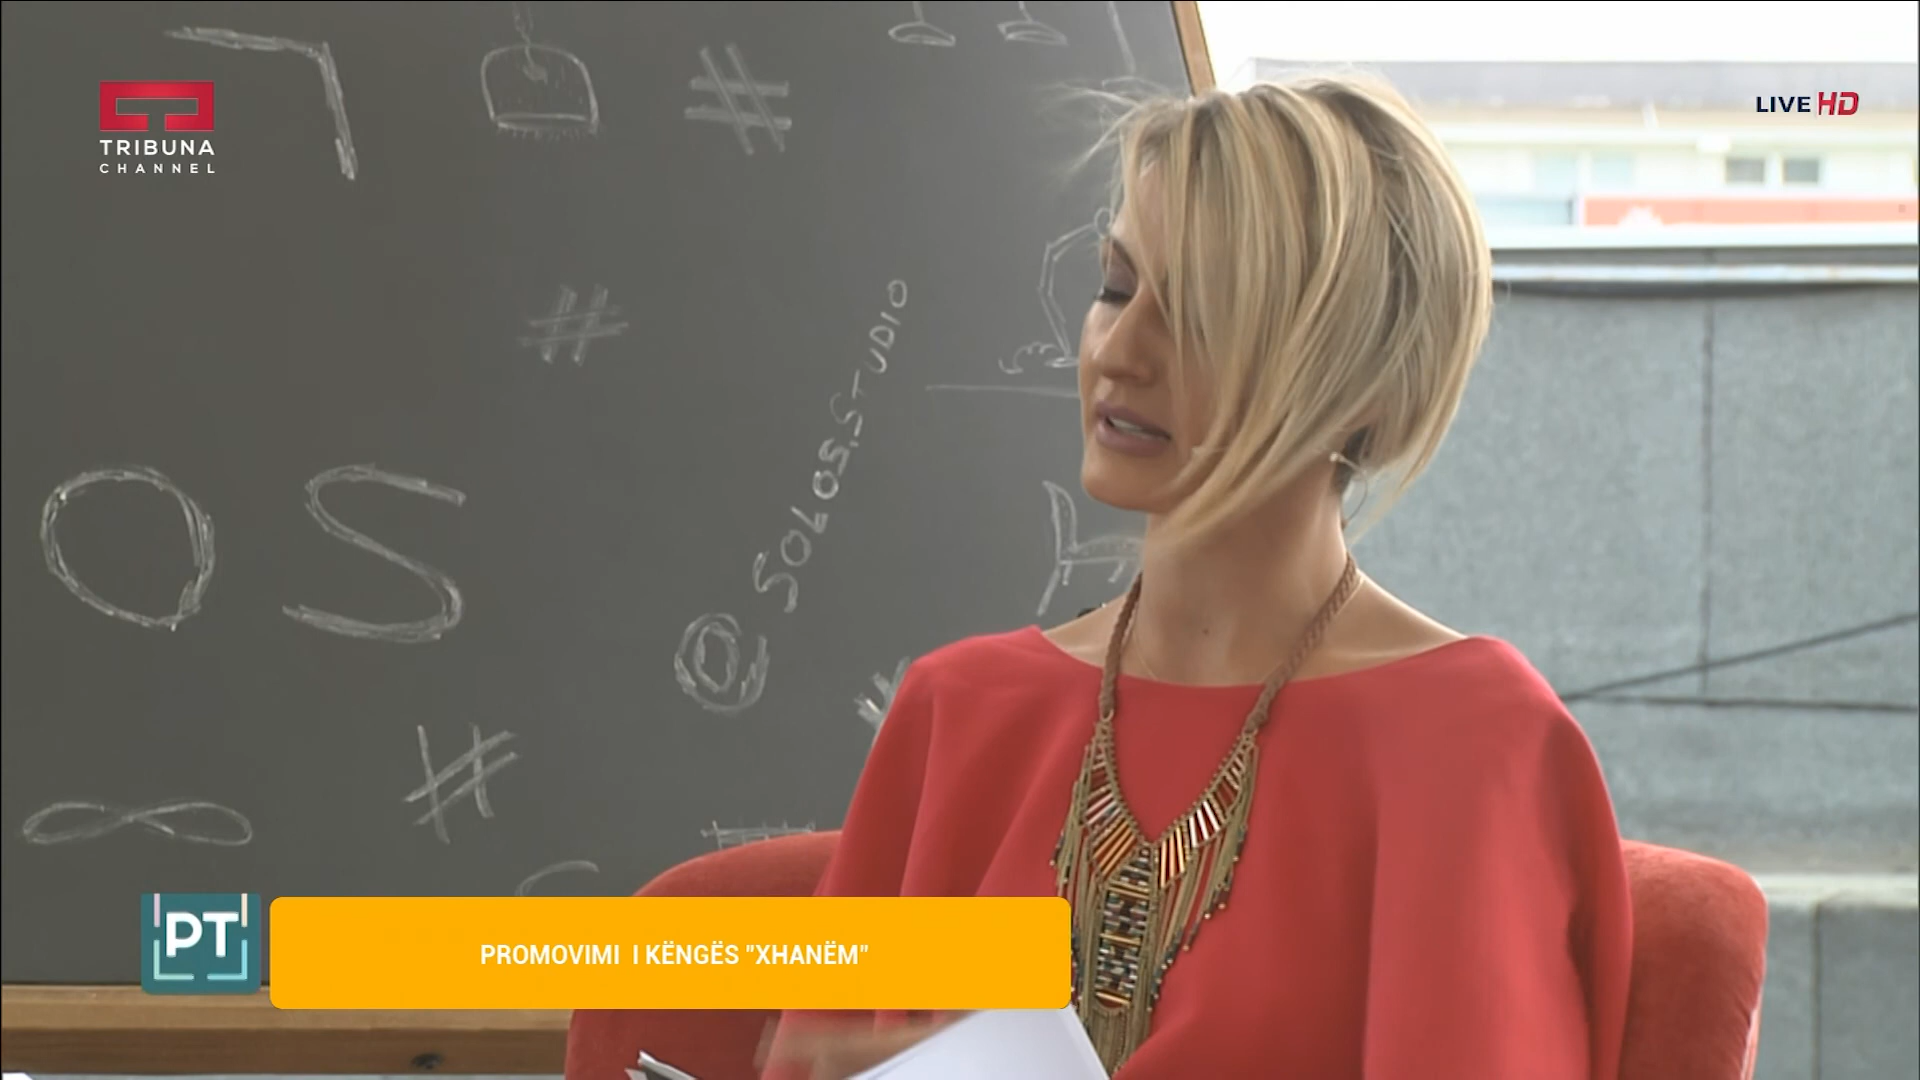 TRIBUNA
CHANNEL
LIVE HD
#
#
@SOLOS.STUDIO
OS
#
PT
PROMOVIMI I KËNGËS "XHANËM"